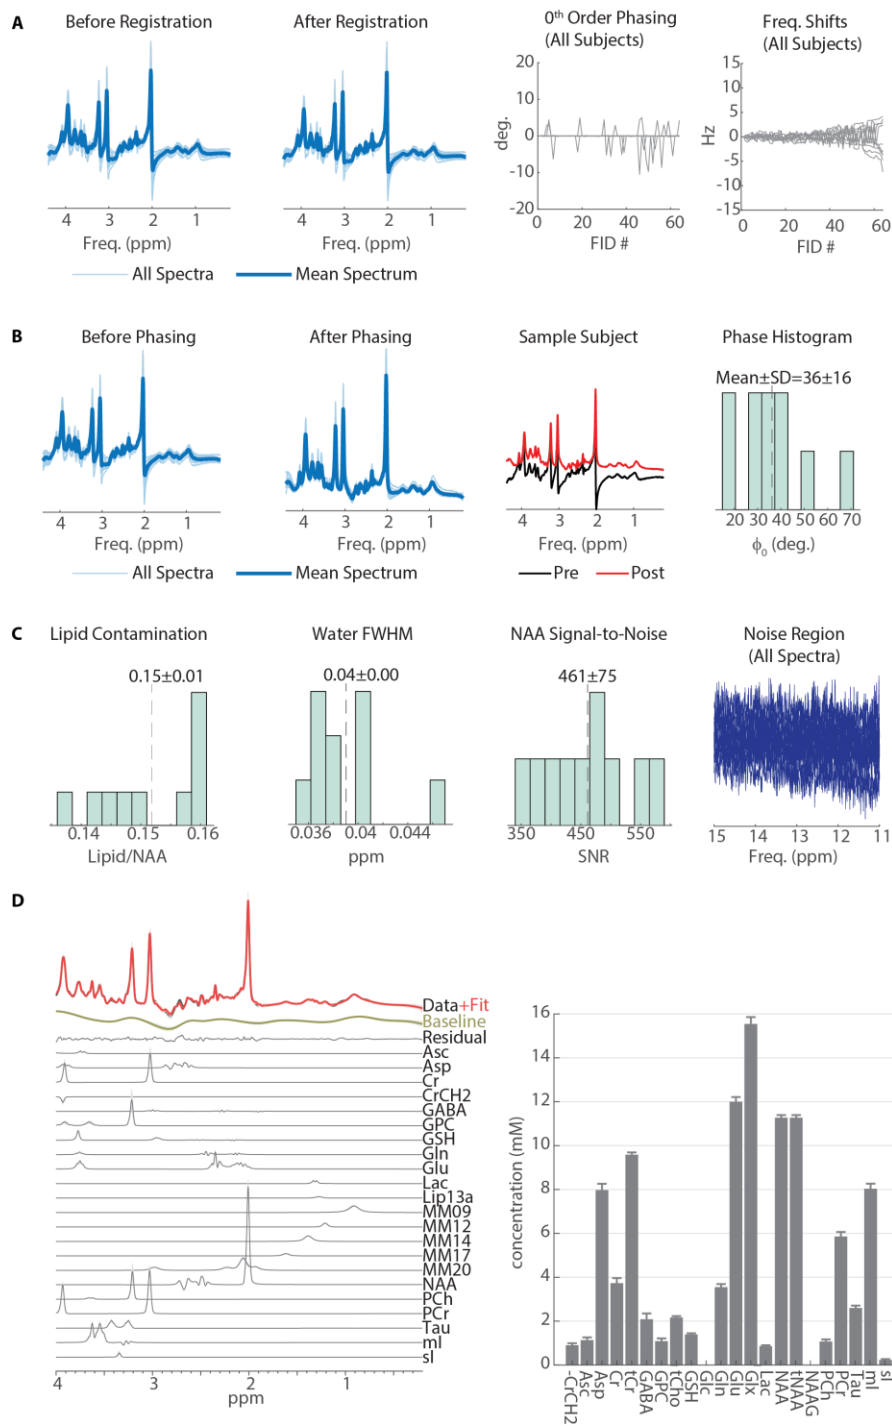 A
Before Registration
After Registration
0th Order Phasing
(All Subjects)
Freq. Shifts
(All Subjects)
20
10
0
-10
-20
deg.
0 20 40 60
FID #
15
10
5
0
-5
-10
-15
Hz
0 20 40 60
FID #
4 3 2 1
Freq. (ppm)
4 3 2 1
Freq. (ppm)
All Spectra
Mean Spectrum
B
Before Phasing
After Phasing
Sample Subject
Phase Histogram
Mean±SD=36±16
4 3 2 1
Freq. (ppm)
4 3 2 1
Freq. (ppm)
4 3 2 1
Freq. (ppm)
20 30 40 50 60 70
ϕ0 (deg.)
All Spectra
Mean Spectrum
Pre
Post
C
Lipid Contamination
Water FWHM
NAA Signal-to-Noise
Noise Region
(All Spectra)
0.15±0.01
0.04±0.00
461±75
0.14 0.15 0.16
Lipid/NAA
0.036 0.04 0.044
ppm
350 450 550
SNR
15 14 13 12 11
Freq. (ppm)
D
Data+Fit
Baseline
Residual
Asc
Asp
Cr
CrCH2
GABA
GPC
GSH
Gln
Glu
Lac
Lip13a
MM09
MM12
MM14
MM17
MM20
NAA
PCh
PCr
Tau
mI
sI
4 3 2 1
ppm
16
14
12
10
8
6
4
2
0
concentration (mM)
-CrCH2
Asc
Asp
Cr
tCr
GABA
GPC
tCho
GSH
Glc
Gln
Glu
Glx
Lac
NAA
tNAA
NAAG
PCh
PCr
Tau
mI
sI